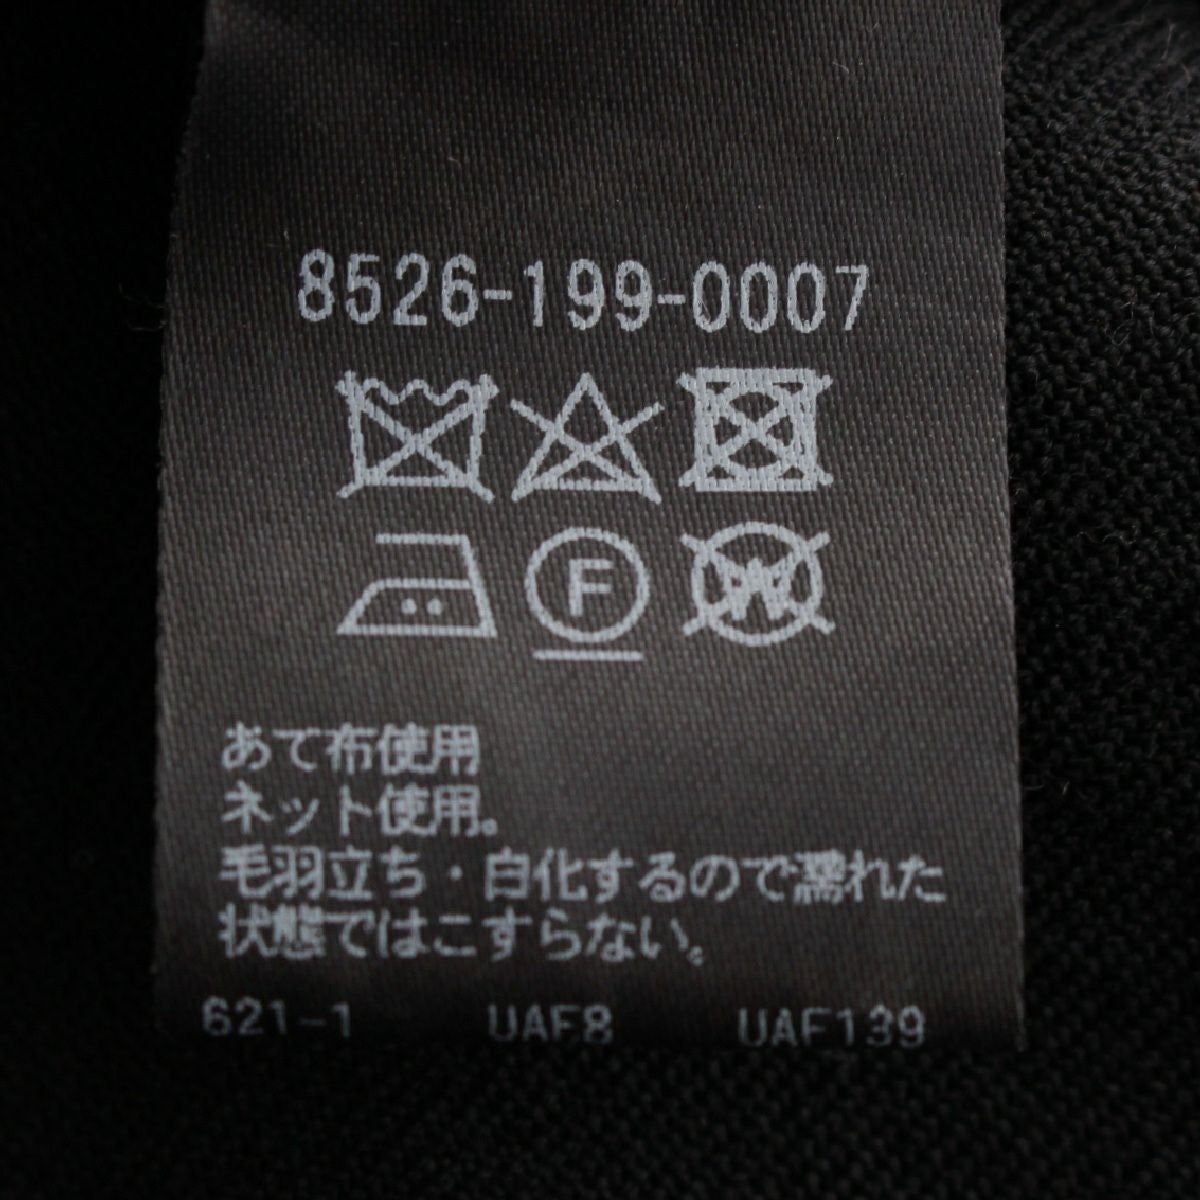 8526-199-0007
F
W
あて布使用
ネット使用。
毛羽立ち・白化するので濡れた
状態ではこすらない。
621-1 UAF8 UAF139